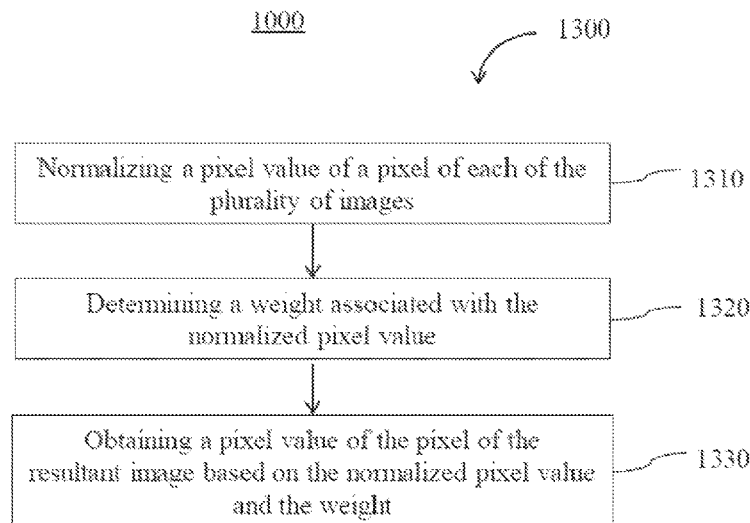 1000
1300
Normalizing a pixel value of a pixel of each of the
plurality of images
1310
Determining a weight associated with the
normalized pixel value
1320
Obtaining a pixel value of the pixel of the
resultant image based on the normalized pixel value
and the weight
1330